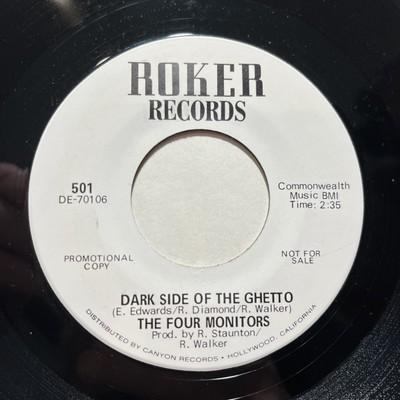 ROKER
RECORDS
501
DE-70106
Commonwealth
Music BMI
Time: 2:35
PROMOTIONAL
COPY
NOT FOR
SALE
DARK SIDE OF THE GHETTO
(E. Edwards/R. Diamond/R. Walker)
THE FOUR MONITORS
Prod. by R. Staunton/
R. Walker
DISTRIBUTED BY CANYON RECORDS • HOLLYWOOD, CALIFORNIA